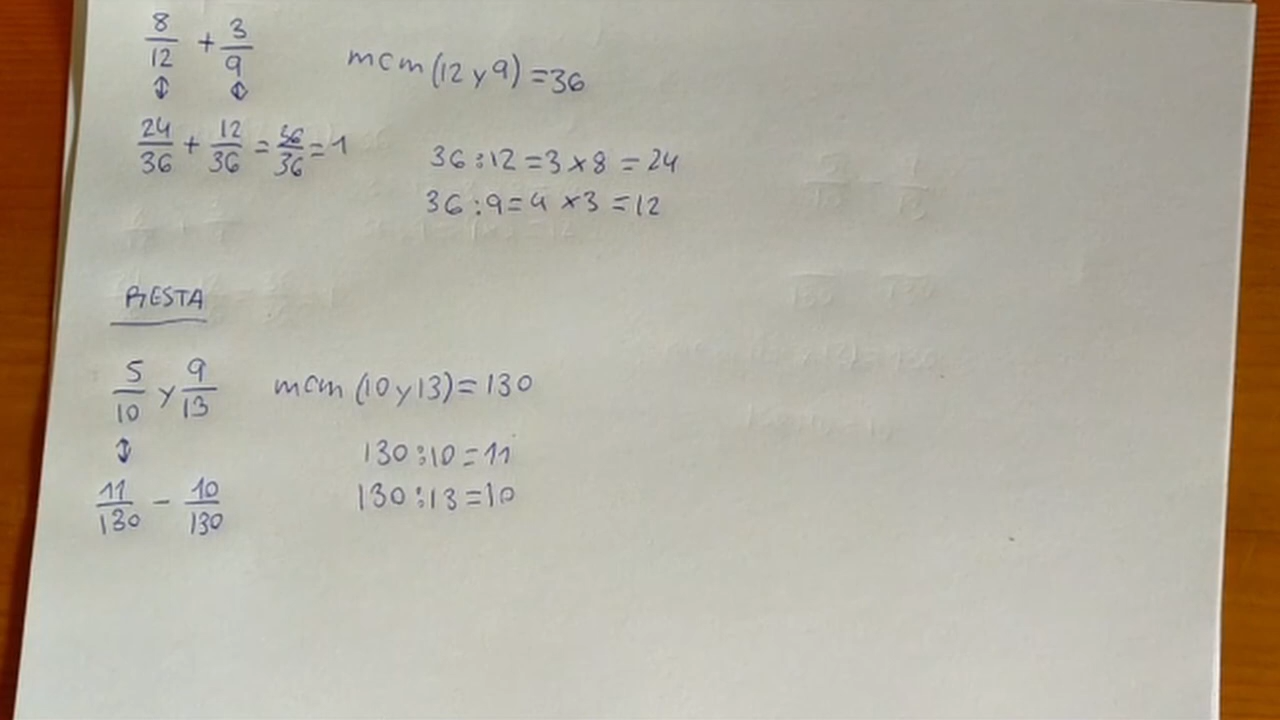 8/12 + 3/9 mcm (12 y 9) = 36
↕ ↕
24/36 + 12/36 = 36/36 = 1
36 : 12 = 3 x 8 = 24
36 : 9 = 4 x 3 = 12
RESTA
5/10 y 9/13 mcm (10 y 13) = 130
↕
130 : 10 = 11
11/130 - 10/130
130 : 13 = 10